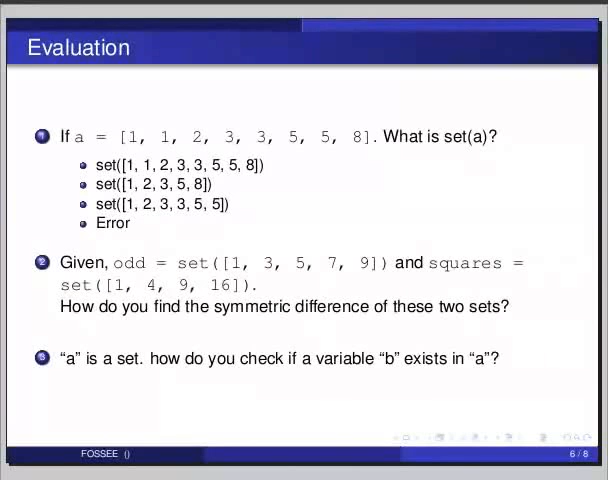 Evaluation
1 If a = [1, 1, 2, 3, 3, 5, 5, 8]. What is set(a)?
set([1, 1, 2, 3, 3, 5, 5, 8])
set([1, 2, 3, 5, 8])
set([1, 2, 3, 3, 5, 5])
Error
2 Given, odd = set([1, 3, 5, 7, 9]) and squares =
set([1, 4, 9, 16]).
How do you find the symmetric difference of these two sets?
3 “a” is a set. how do you check if a variable “b” exists in “a”?
FOSSEE () 6 / 8